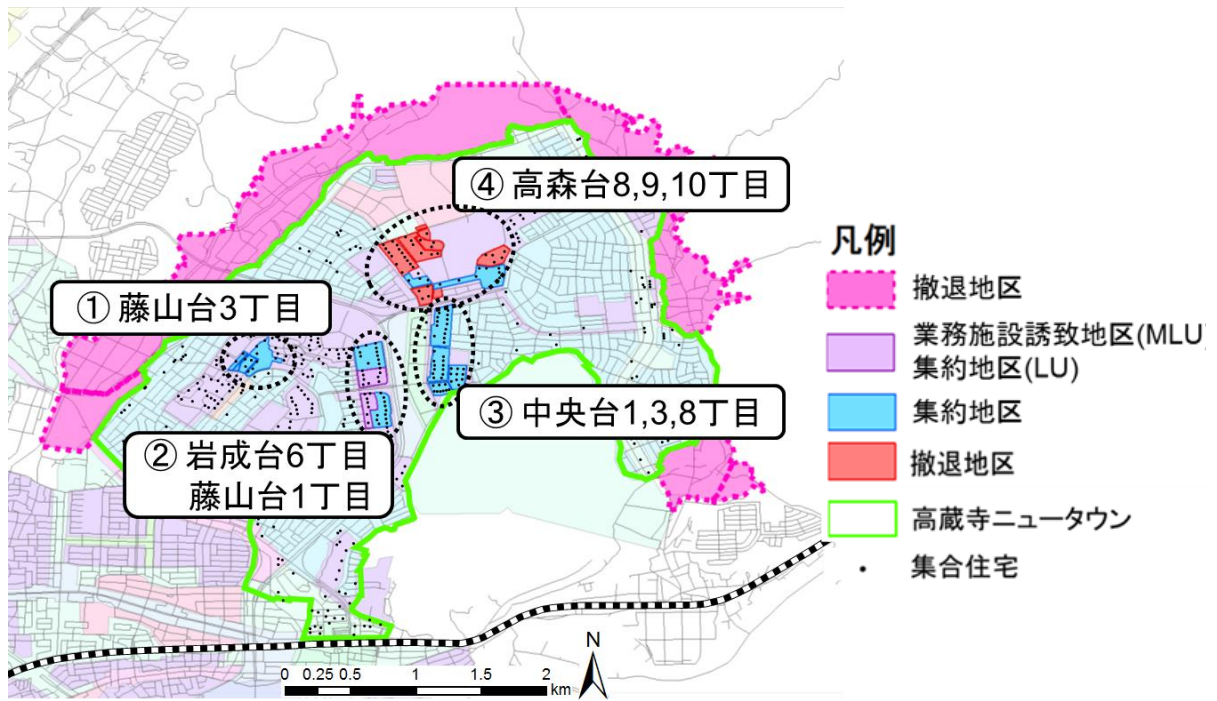 ④ 高森台8,9,10丁目
① 藤山台3丁目
② 岩成台6丁目
藤山台1丁目
③ 中央台1,3,8丁目
凡例
撤退地区
業務施設誘致地区(MLU)
集約地区(LU)
集約地区
撤退地区
高蔵寺ニュータウン
集合住宅
N
0 0.25 0.5 1 1.5 2
km